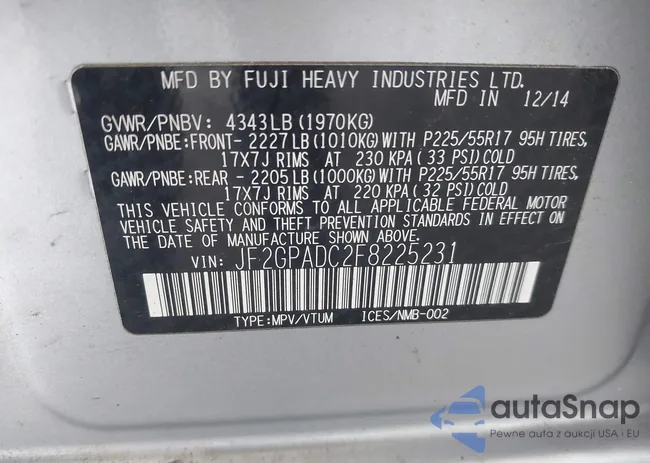 MFD BY FUJI HEAVY INDUSTRIES LTD.
MFD IN 12/14
GVWR/PNBV: 4343LB (1970KG)
GAWR/PNBE:FRONT- 2227LB (1010KG) WITH P225/55R17 95H TIRES,
17X7J RIMS AT 230 KPA (33 PSI) COLD
GAWR/PNBE:REAR - 2205LB (1000KG) WITH P225/55R17 95H TIRES,
17X7J RIMS AT 220 KPA (32 PSI) COLD
THIS VEHICLE CONFORMS TO ALL APPLICABLE FEDERAL MOTOR
VEHICLE SAFETY AND THEFT PREVENTION STANDARDS IN EFFECT ON
THE DATE OF MANUFACTURE SHOWN ABOVE.
VIN: JF2GPADC2F8225231
TYPE:MPV/VTUM ICES/NMB-002
autaSnap
Pewne auta z aukcji USA i EU